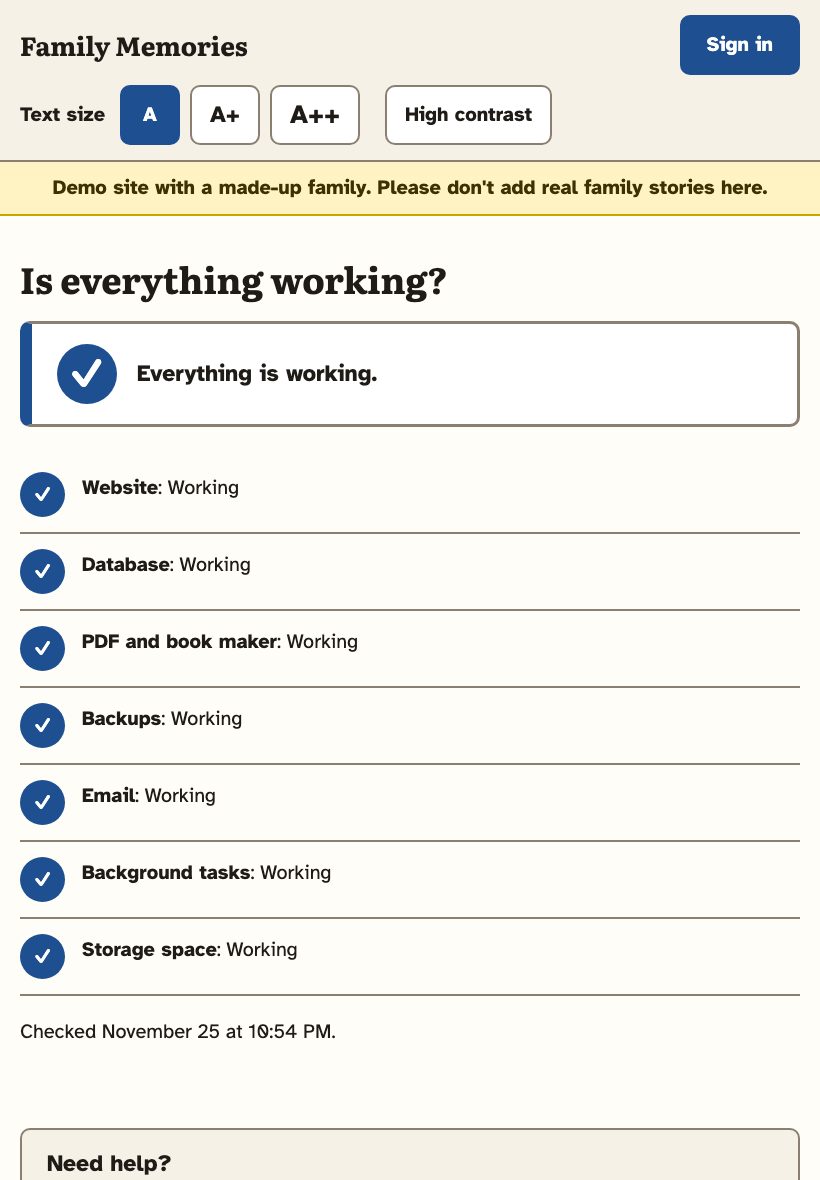 Family Memories
Sign in
Text size
A
A+
A++
High contrast
Demo site with a made-up family. Please don't add real family stories here.
Is everything working?
Everything is working.
Website: Working
Database: Working
PDF and book maker: Working
Backups: Working
Email: Working
Background tasks: Working
Storage space: Working
Checked November 25 at 10:54 PM.
Need help?